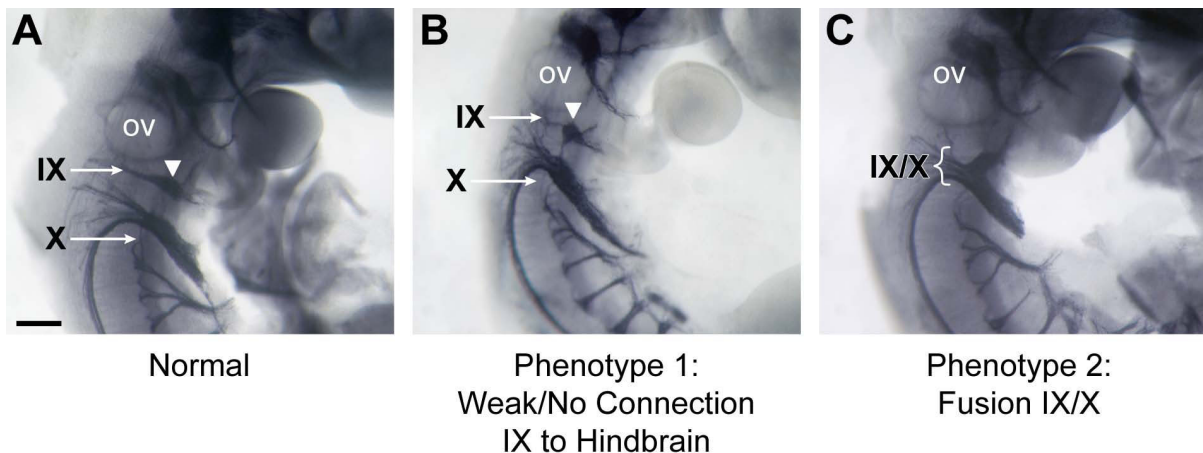 A
ov
IX
X
Normal
B
ov
IX
X
Phenotype 1:
Weak/No Connection
IX to Hindbrain
C
ov
IX/X
Phenotype 2:
Fusion IX/X